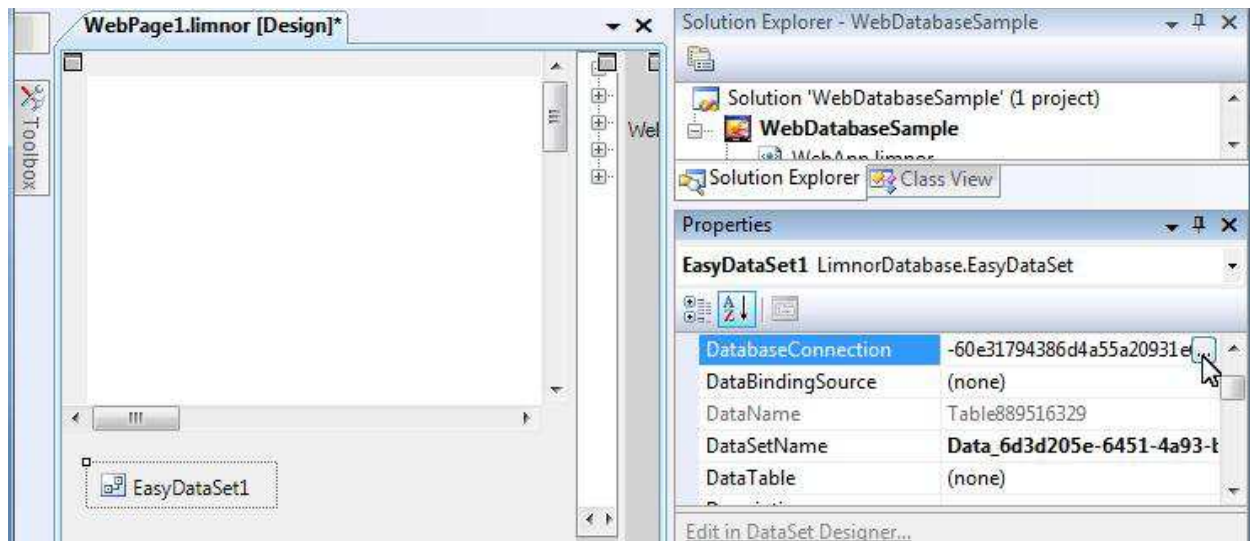 WebPage1.limnor [Design]*
Toolbox
Wel
EasyDataSet1
Solution Explorer - WebDatabaseSample
Solution 'WebDatabaseSample' (1 project)
WebDatabaseSample
WebApp.limnor
Solution Explorer Class View
Properties
EasyDataSet1 LimnorDatabase.EasyDataSet
DatabaseConnection -60e31794386d4a55a20931e ...
DataBindingSource (none)
DataName Table889516329
DataSetName Data_6d3d205e-6451-4a93-b
DataTable (none)
Edit in DataSet Designer...